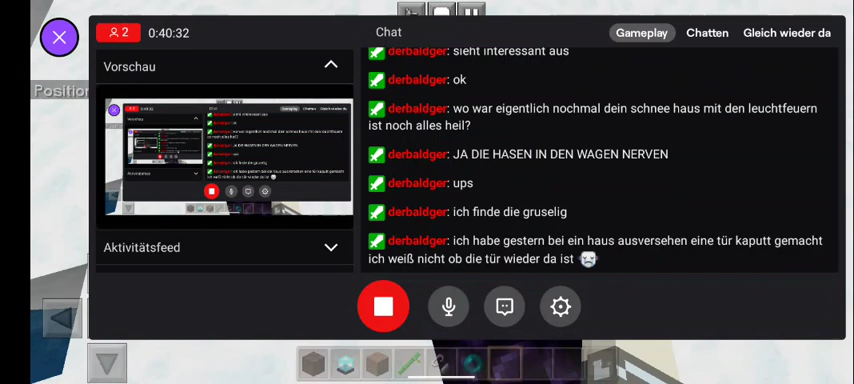 2 0:40:32 Chat Gameplay Chatten Gleich wieder da
Position
Vorschau
Aktivitätsfeed
derbaldger: sieht interessant aus
derbaldger: ok
derbaldger: wo war eigentlich nochmal dein schnee haus mit den leuchtfeuern
ist noch alles heil?
derbaldger: JA DIE HASEN IN DEN WAGEN NERVEN
derbaldger: ups
derbaldger: ich finde die gruselig
derbaldger: ich habe gestern bei ein haus ausversehen eine tür kaputt gemacht
ich weiß nicht ob die tür wieder da ist